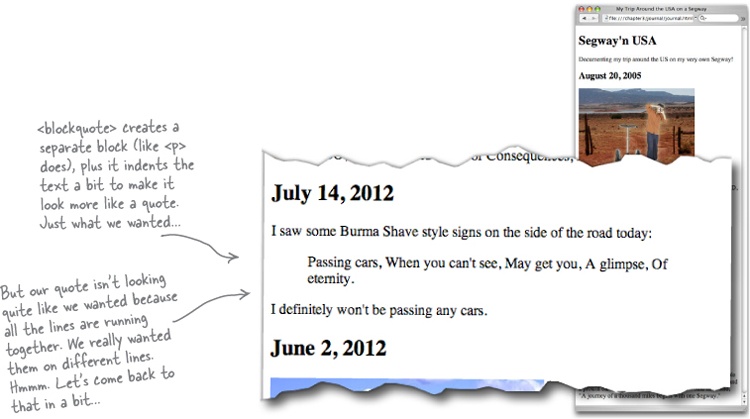 My Trip Around the USA on a Segway
file:///chapter3/journal/journal.html
Segway'n USA
Documenting my trip around the US on my very own Segway!
August 20, 2005
<blockquote> creates a
separate block (like <p>
does), plus it indents the
text a bit to make it
look more like a quote.
Just what we wanted...
of Consequences,
July 14, 2012
I saw some Burma Shave style signs on the side of the road today:
Passing cars, When you can't see, May get you, A glimpse, Of
eternity.
I definitely won't be passing any cars.
June 2, 2012
But our quote isn't looking
quite like we wanted because
all the lines are running
together. We really wanted
them on different lines.
Hmmm. Let's come back to
that in a bit...
"A journey of a thousand miles begins with one Segway."